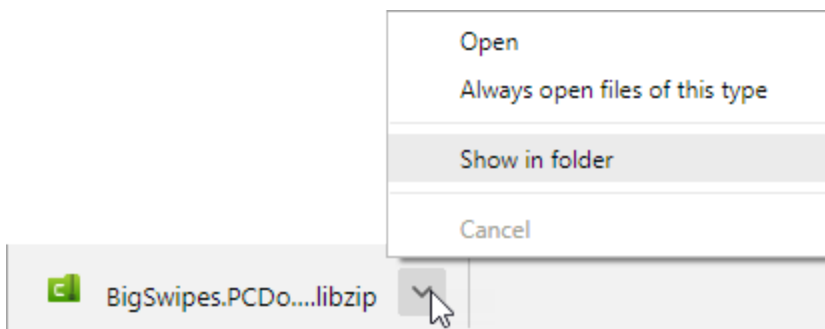 Open
Always open files of this type
Show in folder
Cancel
BigSwipes.PCDo....libzip